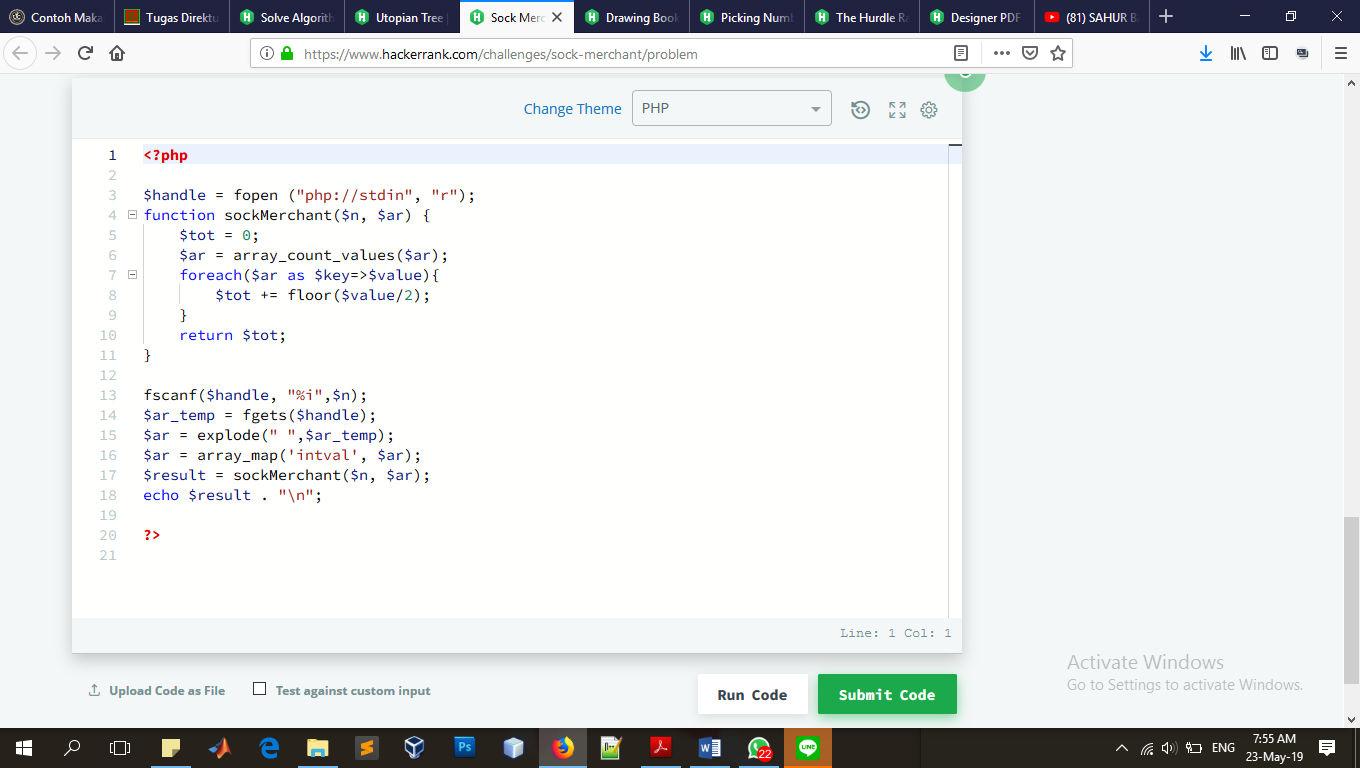 Contoh Maka Tugas Direktu Solve Algorith Utopian Tree | Sock Merc Drawing Book Picking Numb The Hurdle Ra Designer PDF (81) SAHUR B
https://www.hackerrank.com/challenges/sock-merchant/problem
Change Theme PHP
1 <?php
2
3 $handle = fopen ("php://stdin", "r");
4 function sockMerchant($n, $ar) {
5 $tot = 0;
6 $ar = array_count_values($ar);
7 foreach($ar as $key=>$value){
8 $tot += floor($value/2);
9 }
10 return $tot;
11 }
12
13 fscanf($handle, "%i",$n);
14 $ar_temp = fgets($handle);
15 $ar = explode(" ",$ar_temp);
16 $ar = array_map('intval', $ar);
17 $result = sockMerchant($n, $ar);
18 echo $result . "\n";
19
20 ?>
21
Line: 1 Col: 1
Activate Windows
Go to Settings to activate Windows.
Upload Code as File Test against custom input Run Code Submit Code
Ps 22 LINE ENG 7:55 AM
23-May-19